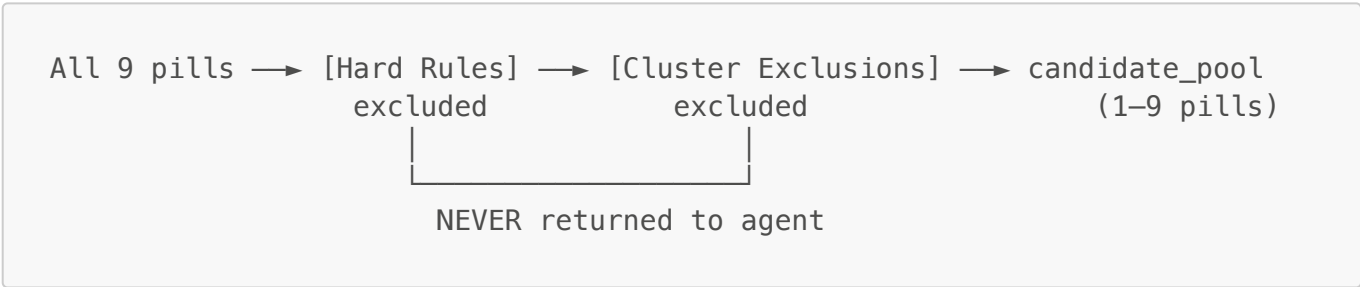 All 9 pills ──► [Hard Rules] ──► [Cluster Exclusions] ──► candidate_pool
excluded excluded (1–9 pills)
NEVER returned to agent